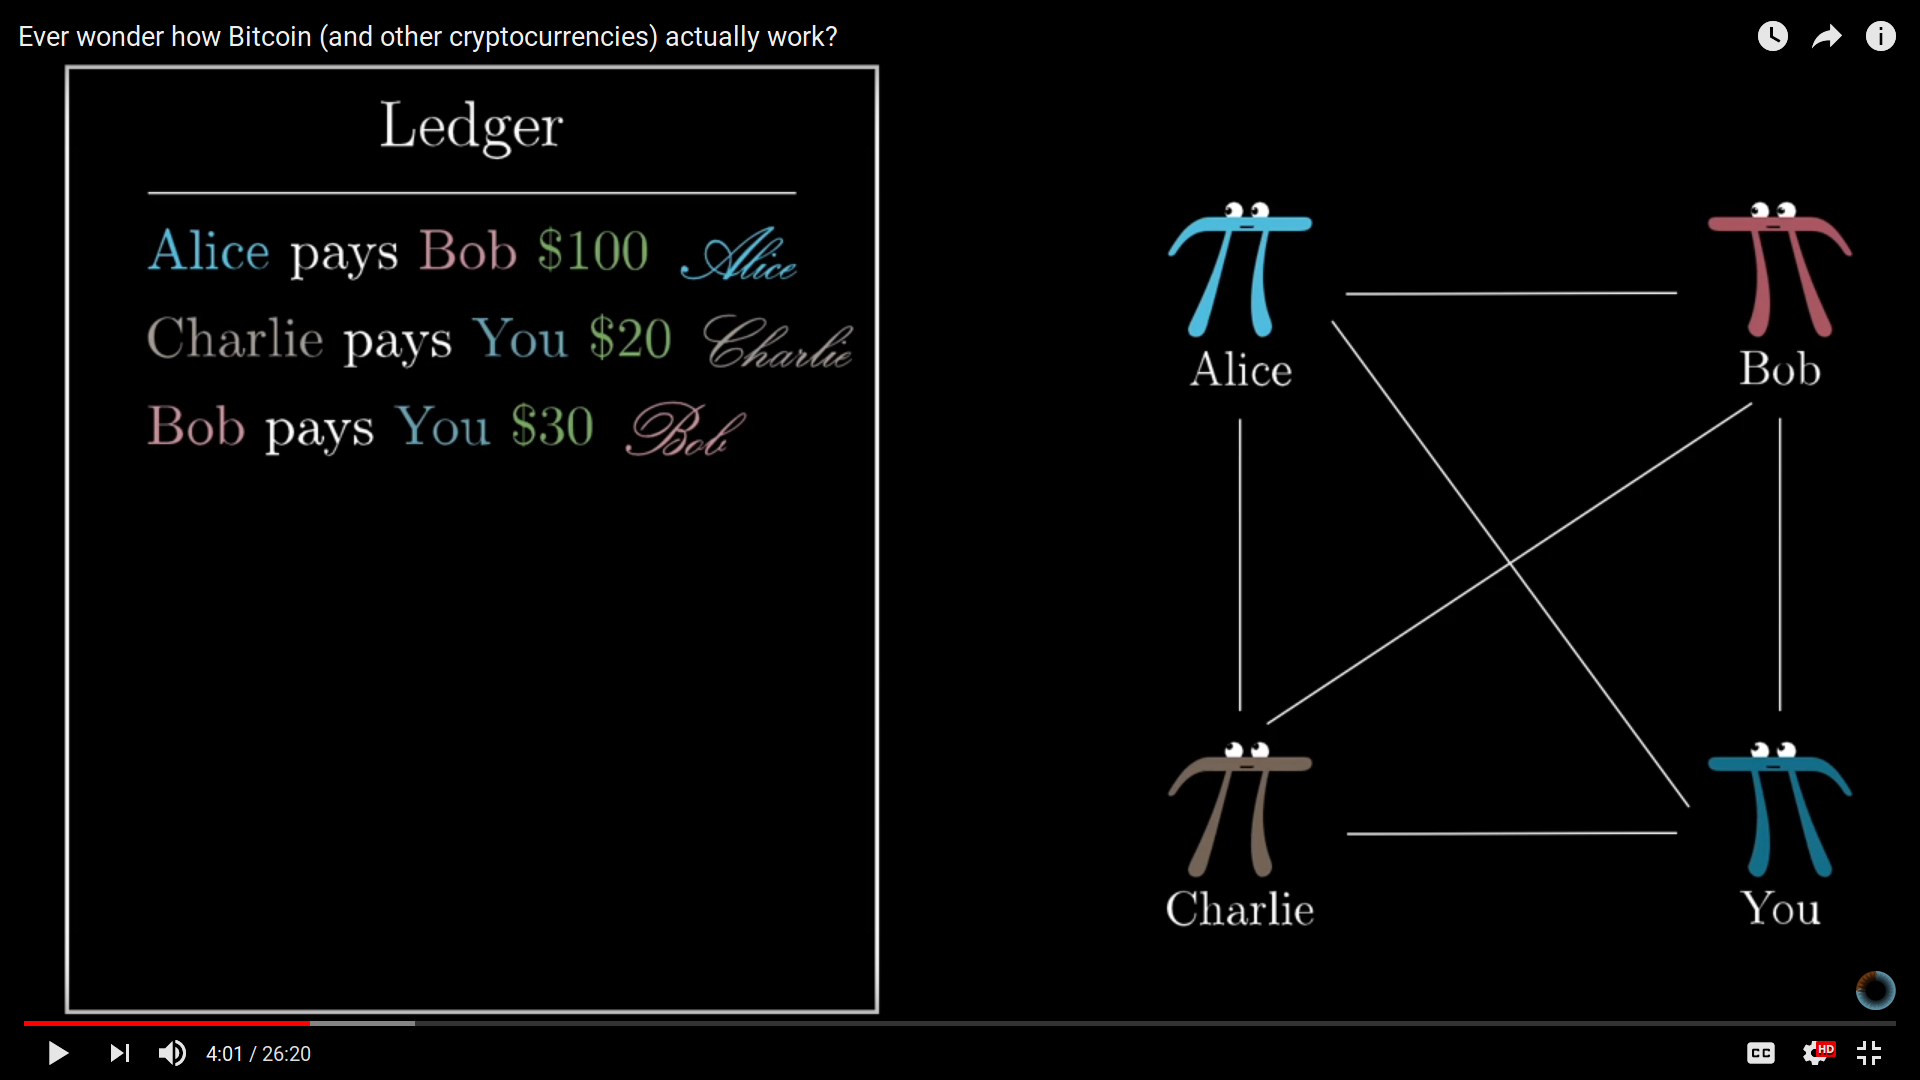 Ever wonder how Bitcoin (and other cryptocurrencies) actually work?
Ledger
Alice pays Bob $100 Alice
Charlie pays You $20 Charlie
Bob pays You $30 Bob
Alice
Bob
Charlie
You
4:01 / 26:20
CC
HD